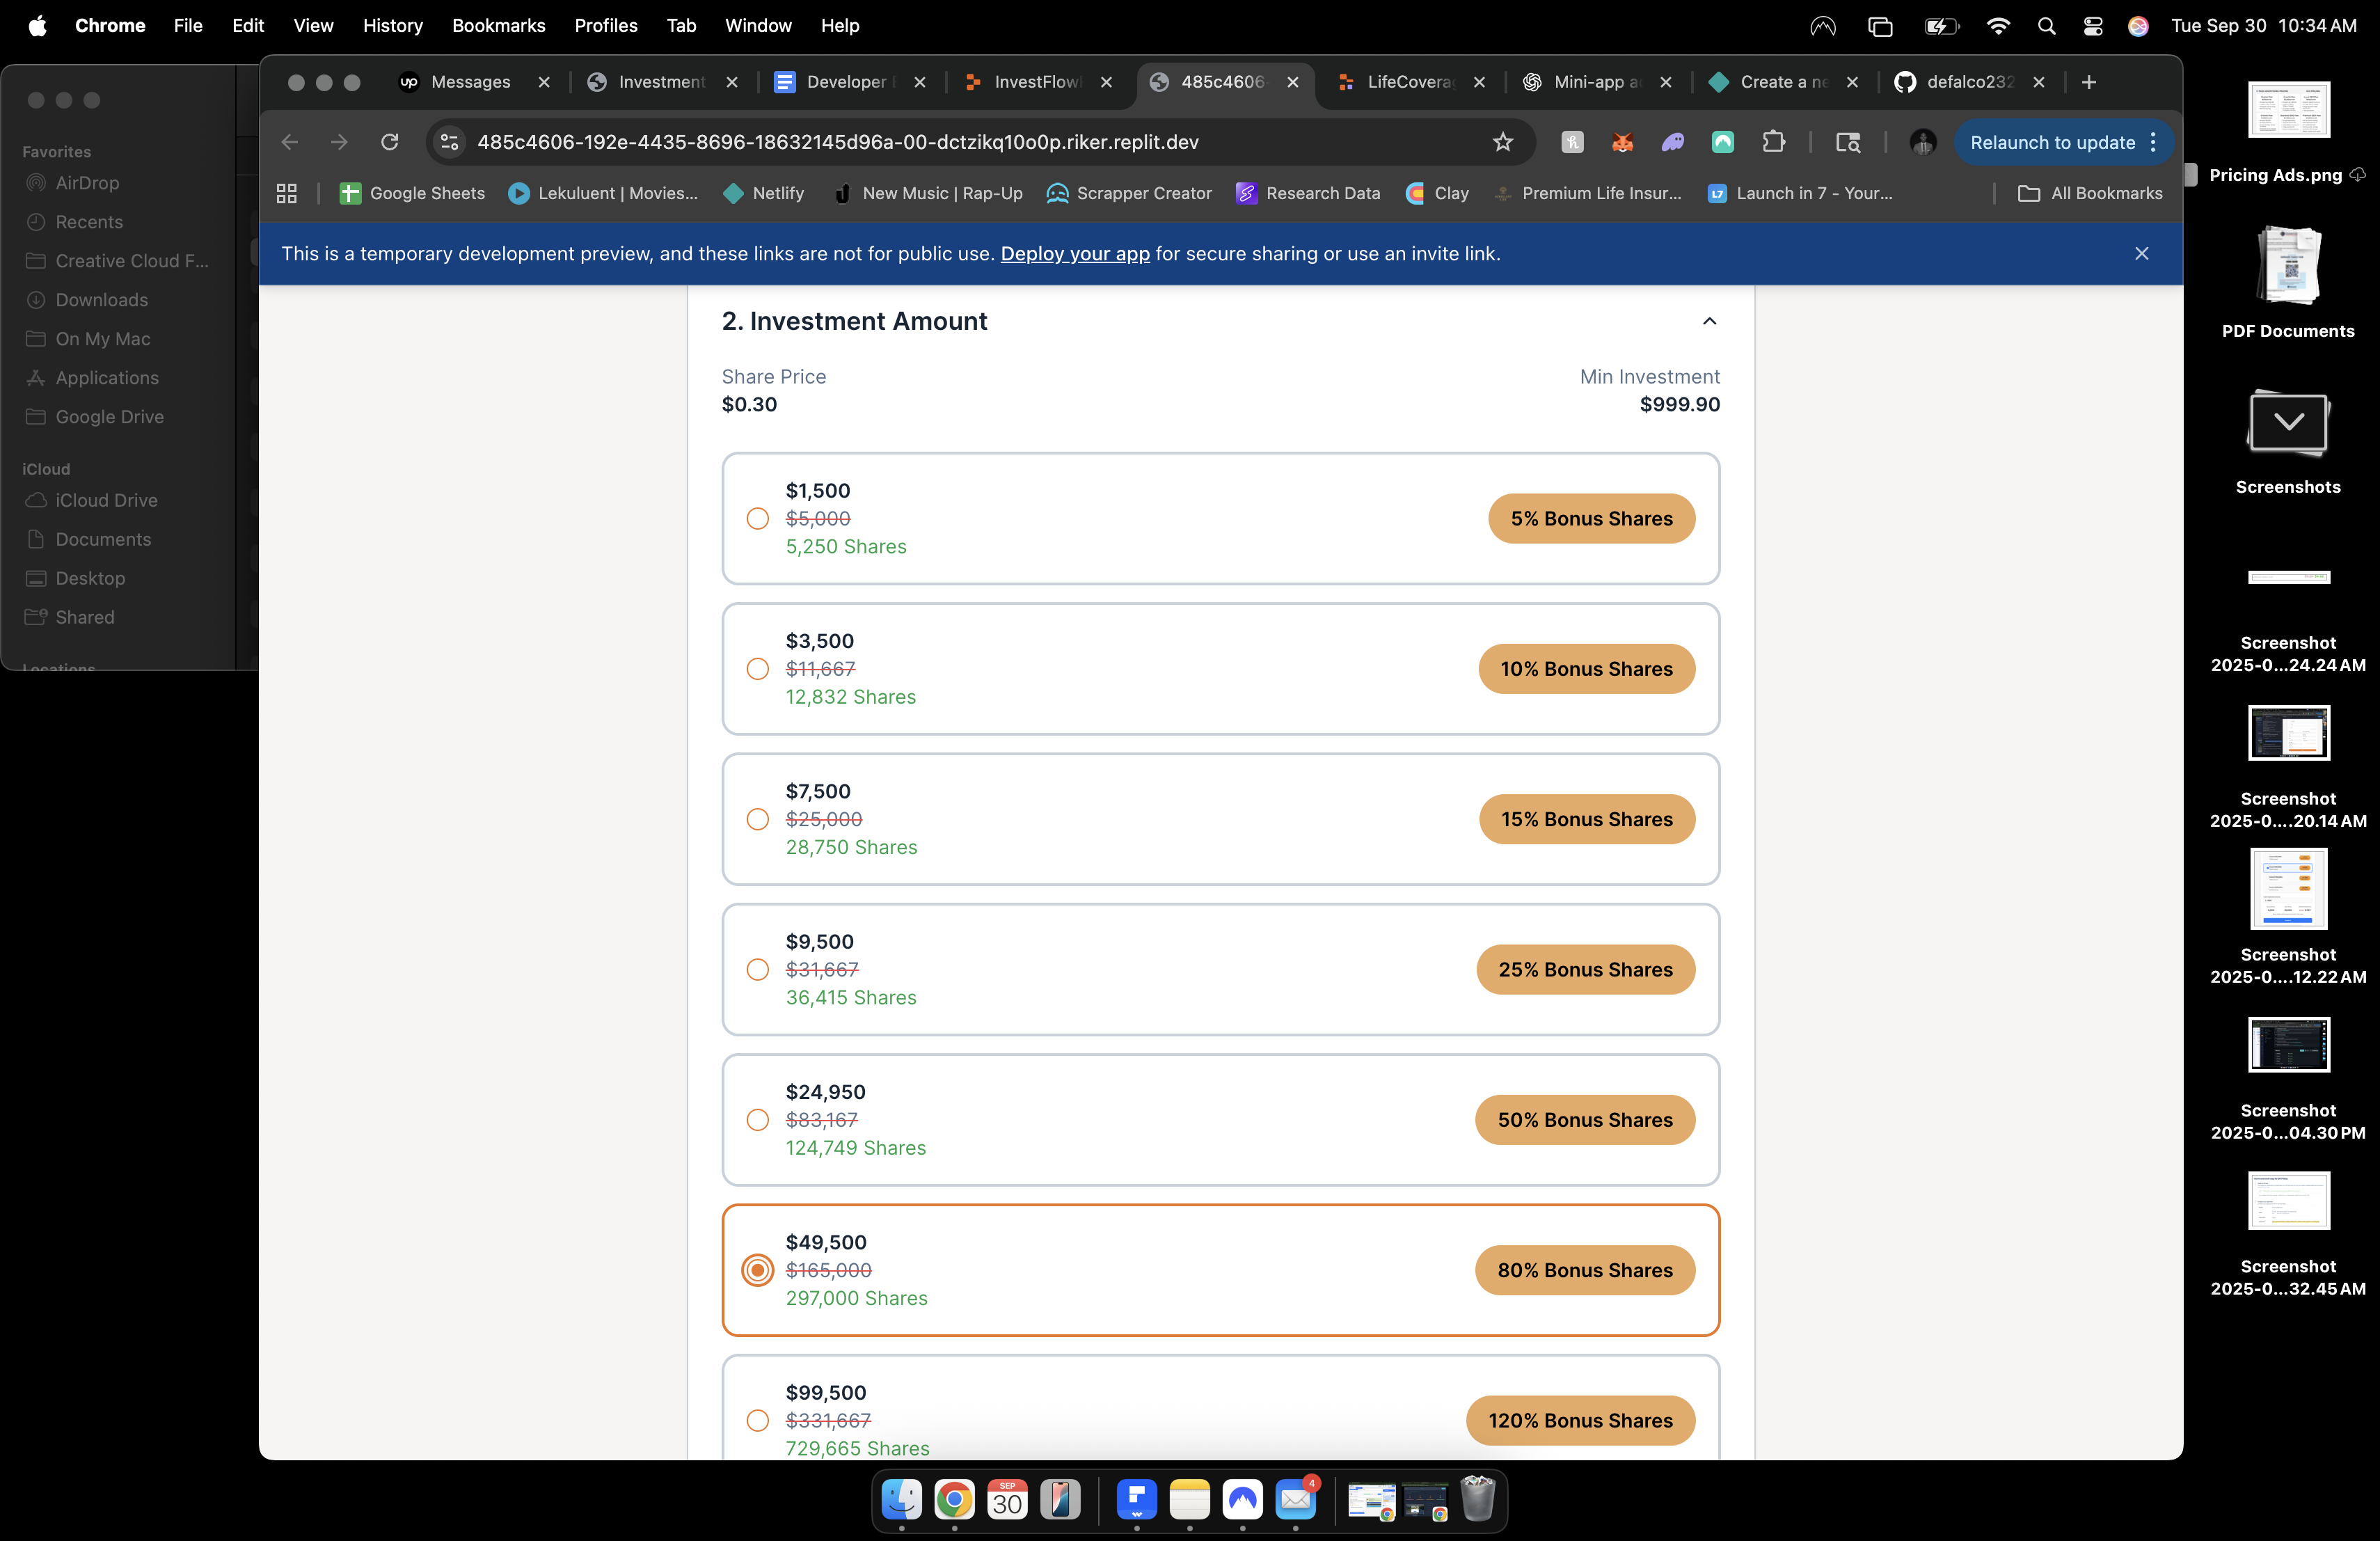 Chrome File Edit View History Bookmarks Profiles Tab Window Help Tue Sep 30 10:34 AM
Messages Investment Developer InvestFlow 485c4606- LifeCovera Mini-app a Create a ne defalco232
485c4606-192e-4435-8696-18632145d96a-00-dctzikq10o0p.riker.replit.dev Relaunch to update
Google Sheets Lekuluent | Movies... Netlify New Music | Rap-Up Scrapper Creator Research Data Clay Premium Life Insur... Launch in 7 - Your... All Bookmarks
This is a temporary development preview, and these links are not for public use. Deploy your app for secure sharing or use an invite link.
Favorites
AirDrop
Recents
Creative Cloud F...
Downloads
On My Mac
Applications
Google Drive
iCloud
iCloud Drive
Documents
Desktop
Shared
Locations
2. Investment Amount
Share Price Min Investment
$0.30 $999.90
$1,500
$5,000 5% Bonus Shares
5,250 Shares
$3,500
$11,667 10% Bonus Shares
12,832 Shares
$7,500
$25,000 15% Bonus Shares
28,750 Shares
$9,500
$31,667 25% Bonus Shares
36,415 Shares
$24,950
$83,167 50% Bonus Shares
124,749 Shares
$49,500
$165,000 80% Bonus Shares
297,000 Shares
$99,500
$331,667 120% Bonus Shares
729,665 Shares
Pricing Ads.png
PDF Documents
Screenshots
Screenshot
2025-0...24.24 AM
Screenshot
2025-0....20.14 AM
Screenshot
2025-0....12.22 AM
Screenshot
2025-0...04.30 PM
Screenshot
2025-0...32.45 AM
SEP
30
4